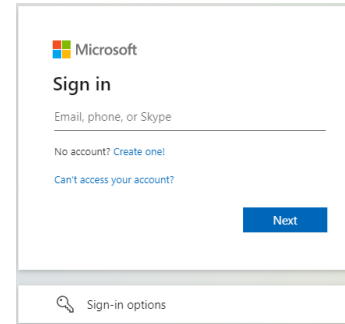 Microsoft
Sign in
Email, phone, or Skype
No account? Create one!
Can't access your account?
Next
Sign-in options